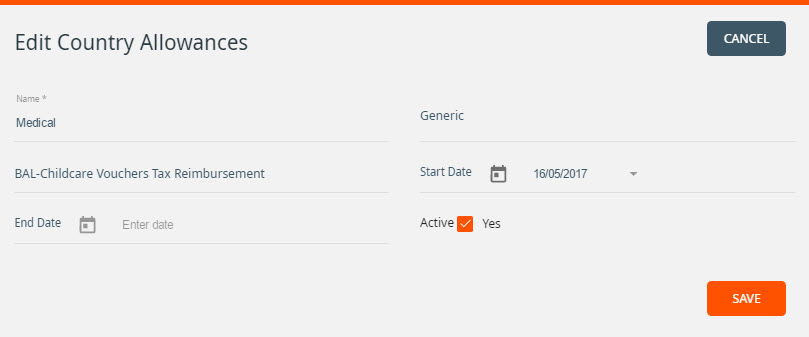 Edit Country Allowances
CANCEL
Name *
Medical
Generic
BAL-Childcare Vouchers Tax Reimbursement
Start Date 16/05/2017
End Date Enter date
Active Yes
SAVE